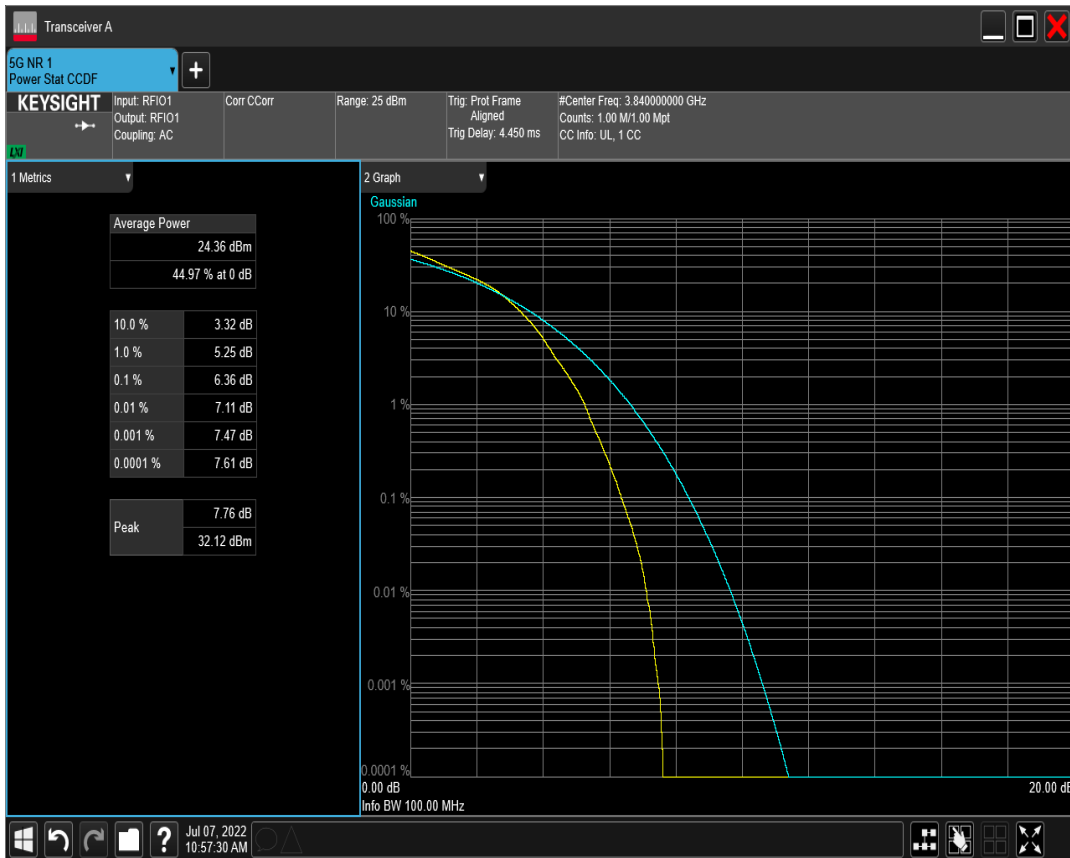 Transceiver A
5G NR 1
Power Stat CCDF
KEYSIGHT
LXI
Input: RFIO1
Output: RFIO1
Coupling: AC
Corr CCorr
Range: 25 dBm
Trig: Prot Frame
Aligned
Trig Delay: 4.450 ms
#Center Freq: 3.840000000 GHz
Counts: 1.00 M/1.00 Mpt
CC Info: UL, 1 CC
1 Metrics
Average Power
24.36 dBm
44.97 % at 0 dB
10.0 % 3.32 dB
1.0 % 5.25 dB
0.1 % 6.36 dB
0.01 % 7.11 dB
0.001 % 7.47 dB
0.0001 % 7.61 dB
Peak
7.76 dB
32.12 dBm
2 Graph
Gaussian
100 %
10 %
1 %
0.1 %
0.01 %
0.001 %
0.0001 %
0.00 dB 20.00 dB
Info BW 100.00 MHz
?
Jul 07, 2022
10:57:30 AM